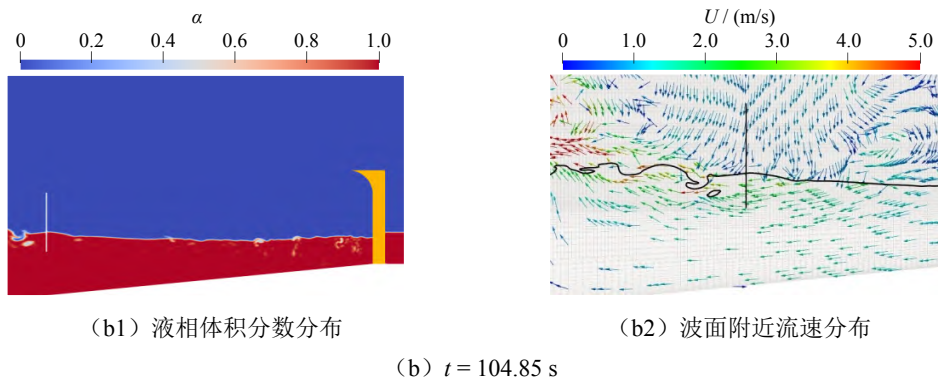 α
0 0.2 0.4 0.6 0.8 1.0
U / (m/s)
0 1.0 2.0 3.0 4.0 5.0
（b1）液相体积分数分布
（b2）波面附近流速分布
（b）t = 104.85 s